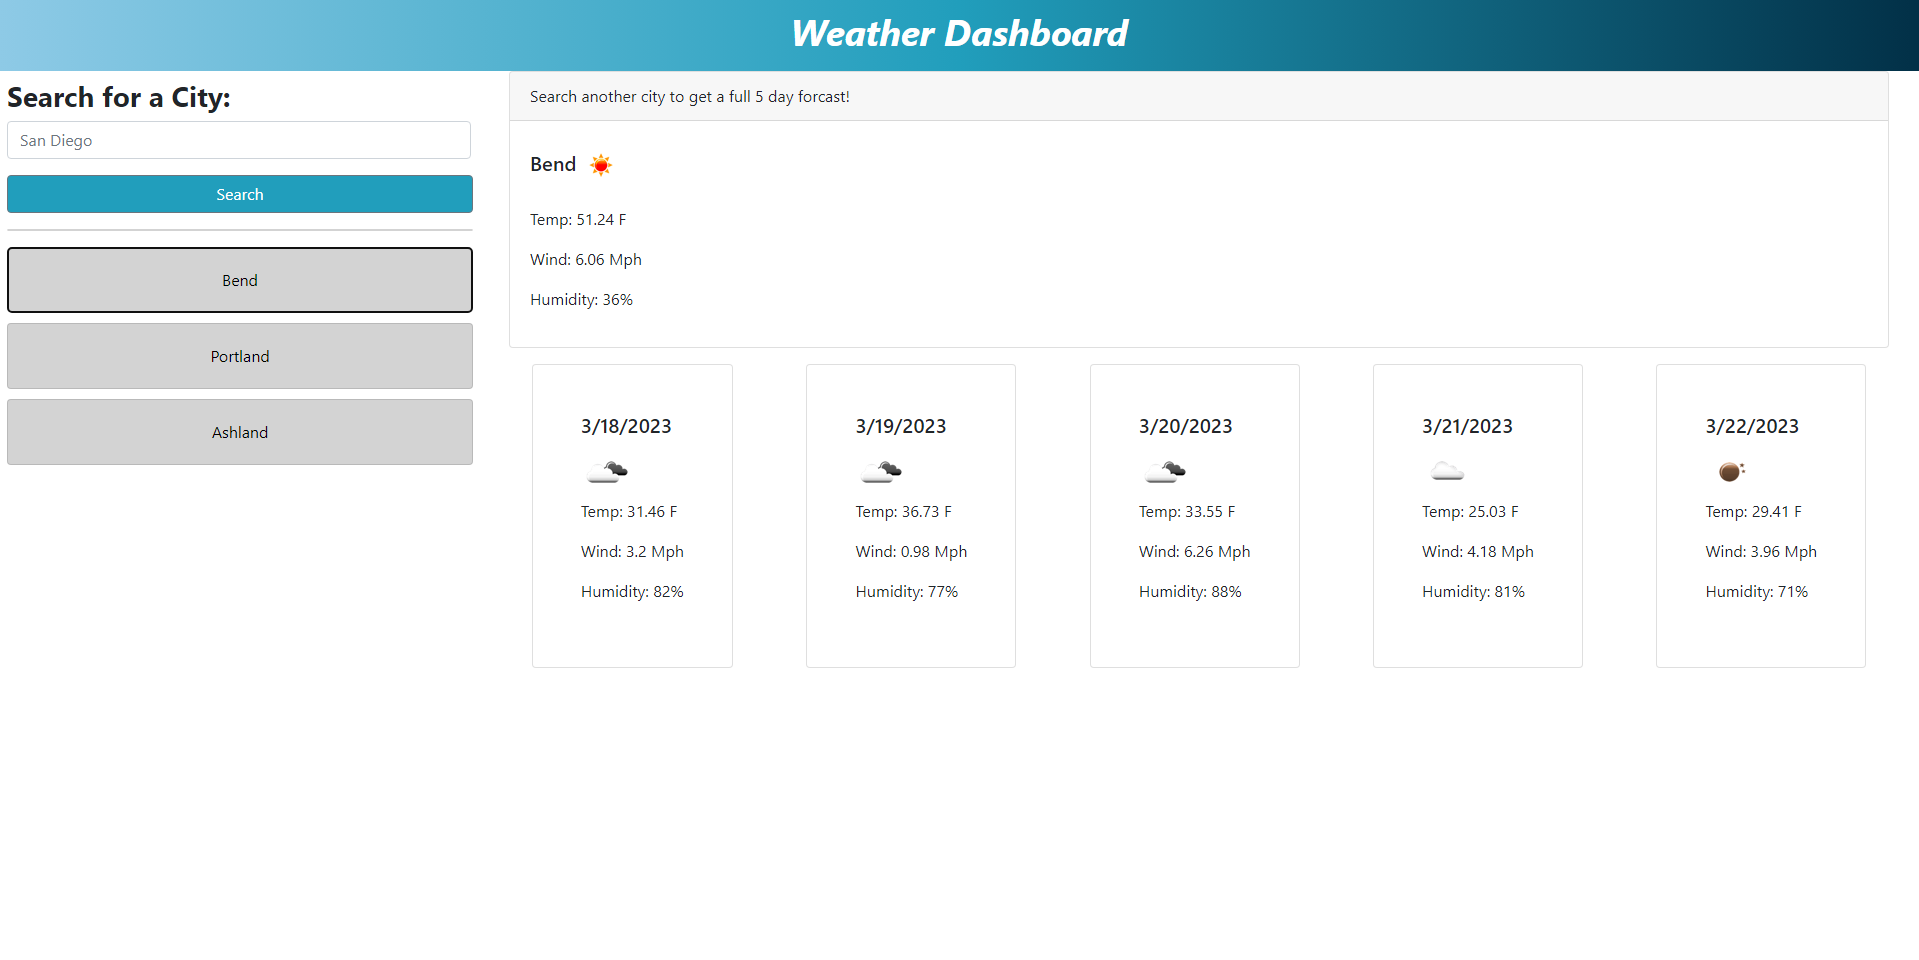 Weather Dashboard
Search for a City:
San Diego
Search
Bend
Portland
Ashland
Search another city to get a full 5 day forcast!
Bend
Temp: 51.24 F
Wind: 6.06 Mph
Humidity: 36%
3/18/2023
Temp: 31.46 F
Wind: 3.2 Mph
Humidity: 82%
3/19/2023
Temp: 36.73 F
Wind: 0.98 Mph
Humidity: 77%
3/20/2023
Temp: 33.55 F
Wind: 6.26 Mph
Humidity: 88%
3/21/2023
Temp: 25.03 F
Wind: 4.18 Mph
Humidity: 81%
3/22/2023
Temp: 29.41 F
Wind: 3.96 Mph
Humidity: 71%